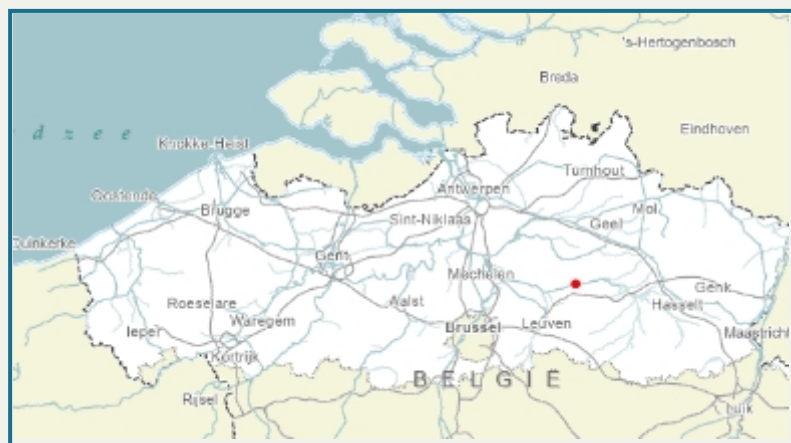 's-Hertogenbosch
Breda
Eindhoven
d z e e
Knokke-Heist
Turnhout
Antwerpen
Oostende
Mol
Brugge
Sint-Niklaas
Geel
Duinkerke
Gent
Mechelen
Genk
Roeselare
Aalst
Hasselt
Ieper
Waregem
Brussel
Leuven
Maastricht
Kortrijk
BELGIË
Rijsel
Luik